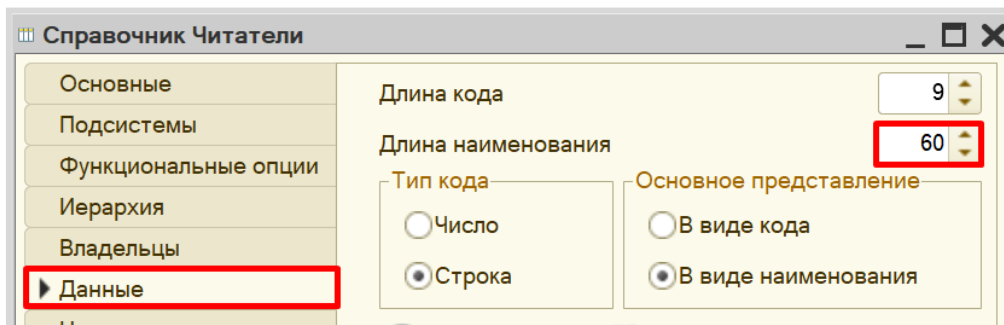 Справочник Читатели
Основные
Подсистемы
Функциональные опции
Иерархия
Владельцы
Данные
Длина кода 9
Длина наименования 60
Тип кода
Число
Строка
Основное представление
В виде кода
В виде наименования